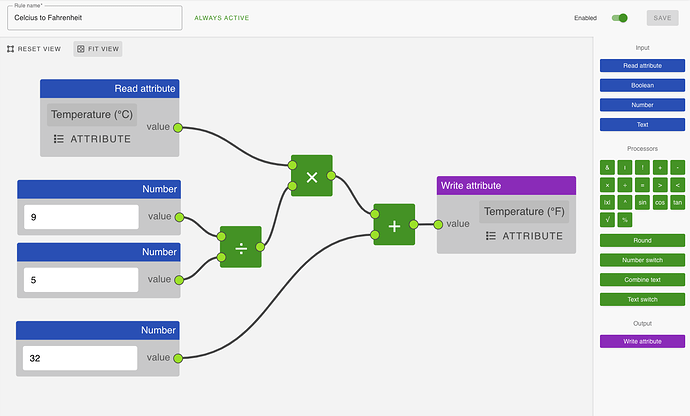 Rule name*
Celcius to Fahrenheit
ALWAYS ACTIVE
Enabled
SAVE
RESET VIEW
FIT VIEW
Read attribute
Temperature (°C)
value
ATTRIBUTE
Number
9
value
Number
5
value
Number
32
value
÷
×
+
Write attribute
Temperature (°F)
value
ATTRIBUTE
Input
Read attribute
Boolean
Number
Text
Processors
& | ! + -
× ÷ = > <
|x| ^ sin cos tan
√ %
Round
Number switch
Combine text
Text switch
Output
Write attribute